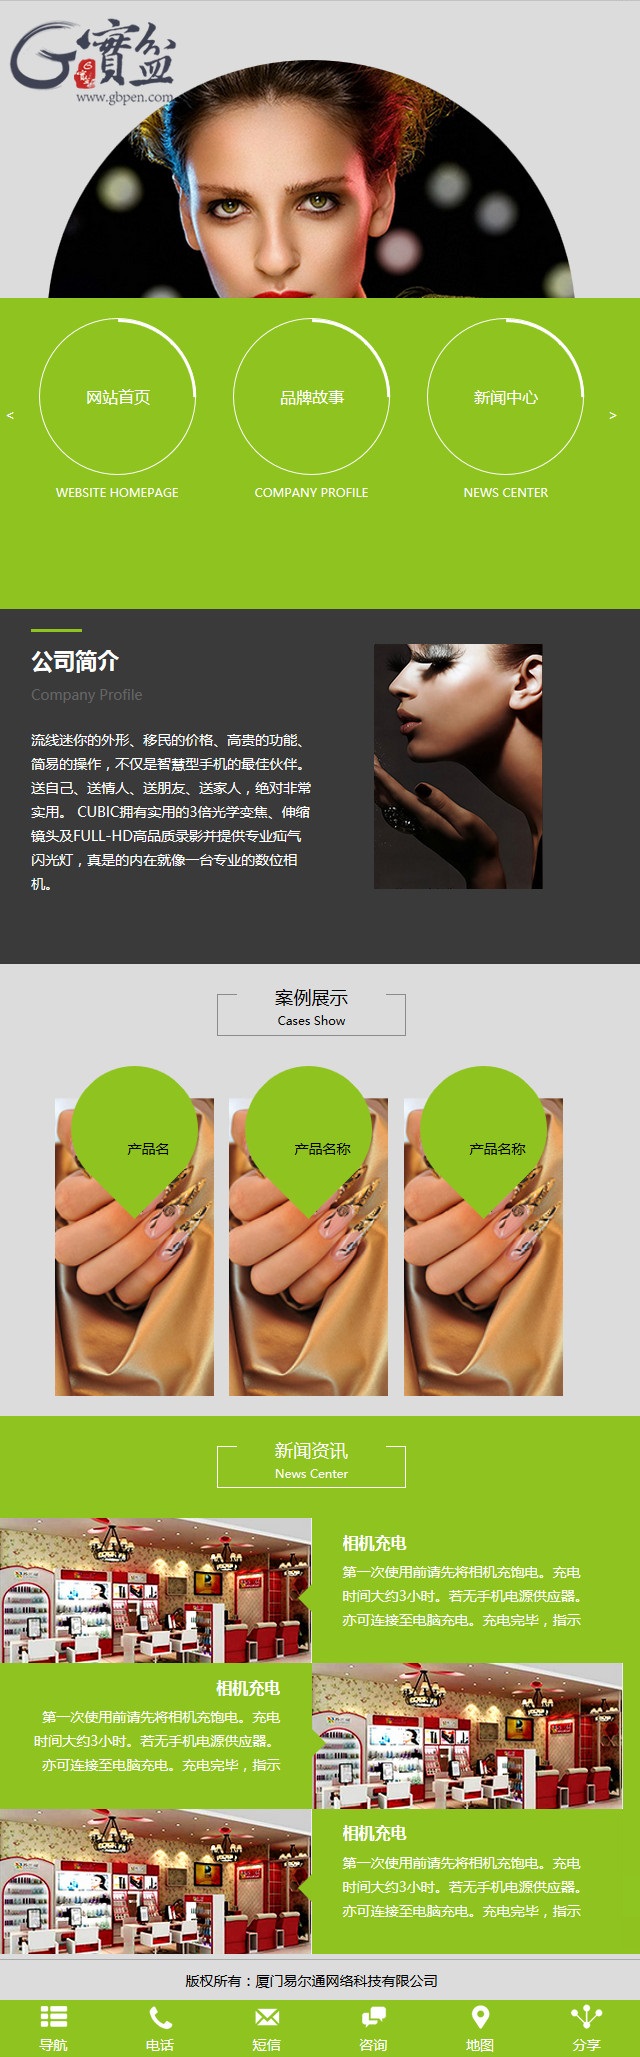 G寶盆
www.gbpen.com
网站首页
品牌故事
新闻中心
<
>
WEBSITE HOMEPAGE
COMPANY PROFILE
NEWS CENTER
公司简介
Company Profile
流线迷你的外形、移民的价格、高贵的功能、
简易的操作，不仅是智慧型手机的最佳伙伴。
送自己、送情人、送朋友、送家人，绝对非常
实用。 CUBIC拥有实用的3倍光学变焦、伸缩
镜头及FULL-HD高品质录影并提供专业疝气
闪光灯，真是的内在就像一台专业的数位相
机。
案例展示
Cases Show
产品名
产品名称
产品名称
新闻资讯
News Center
相机充电
第一次使用前请先将相机充饱电。充电
时间大约3小时。若无手机电源供应器。
亦可连接至电脑充电。充电完毕，指示
相机充电
第一次使用前请先将相机充饱电。充电
时间大约3小时。若无手机电源供应器。
亦可连接至电脑充电。充电完毕，指示
相机充电
第一次使用前请先将相机充饱电。充电
时间大约3小时。若无手机电源供应器。
亦可连接至电脑充电。充电完毕，指示
版权所有：厦门易尔通网络科技有限公司
导航
电话
短信
咨询
地图
分享